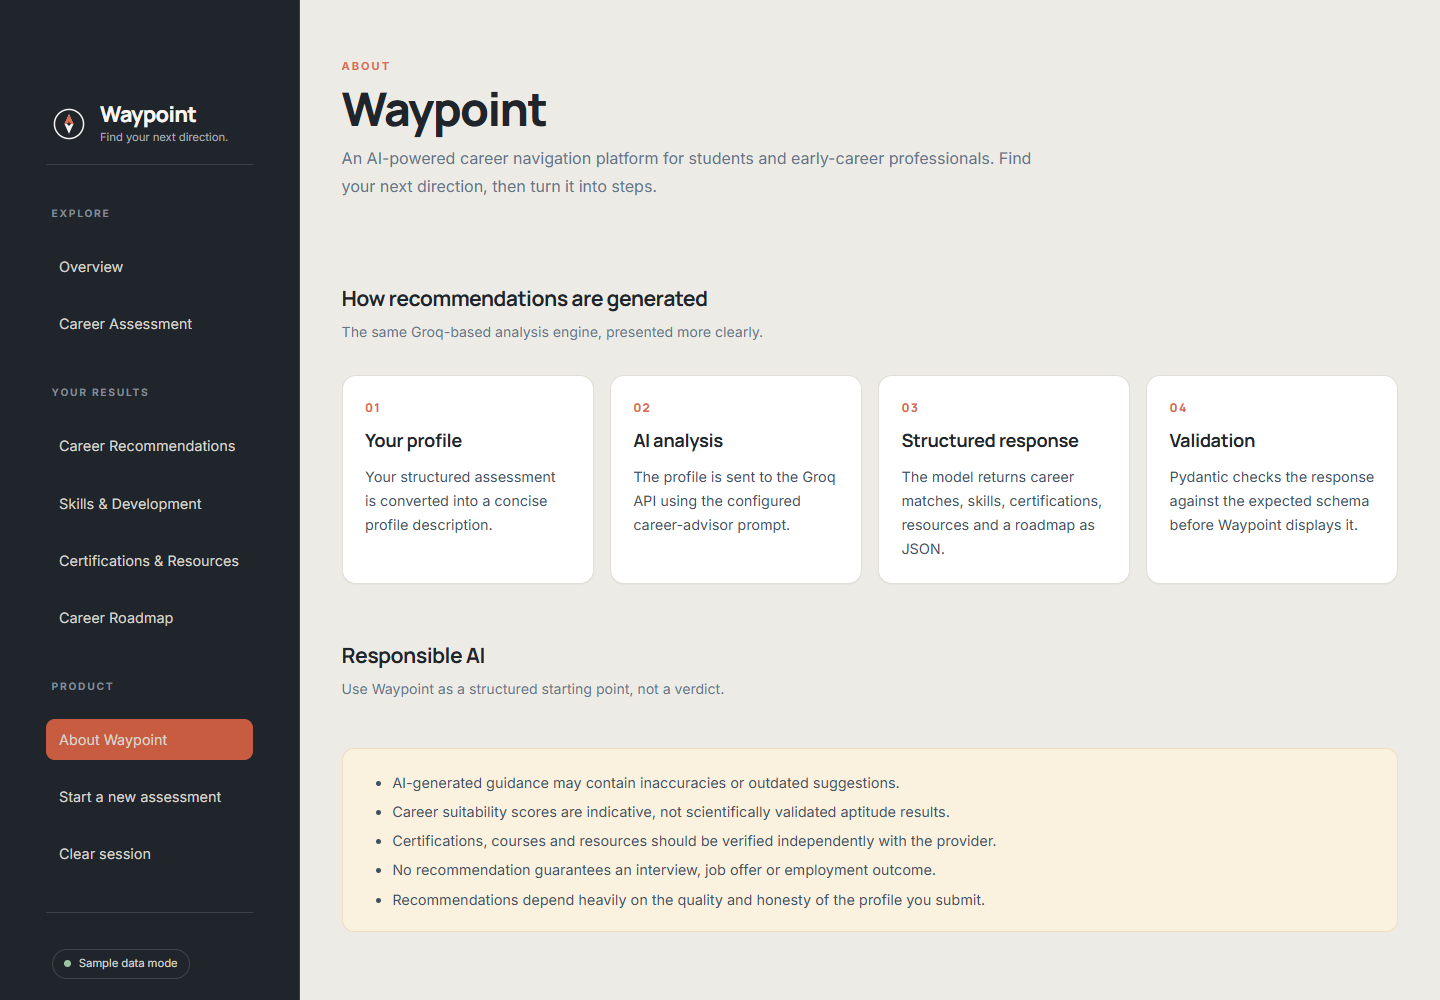 Waypoint
Find your next direction.
EXPLORE
Overview
Career Assessment
YOUR RESULTS
Career Recommendations
Skills & Development
Certifications & Resources
Career Roadmap
PRODUCT
About Waypoint
Start a new assessment
Clear session
Sample data mode
ABOUT
Waypoint
An AI-powered career navigation platform for students and early-career professionals. Find
your next direction, then turn it into steps.
How recommendations are generated
The same Groq-based analysis engine, presented more clearly.
01
Your profile
Your structured assessment
is converted into a concise
profile description.
02
AI analysis
The profile is sent to the Groq
API using the configured
career-advisor prompt.
03
Structured response
The model returns career
matches, skills, certifications,
resources and a roadmap as
JSON.
04
Validation
Pydantic checks the response
against the expected schema
before Waypoint displays it.
Responsible AI
Use Waypoint as a structured starting point, not a verdict.
• AI-generated guidance may contain inaccuracies or outdated suggestions.
• Career suitability scores are indicative, not scientifically validated aptitude results.
• Certifications, courses and resources should be verified independently with the provider.
• No recommendation guarantees an interview, job offer or employment outcome.
• Recommendations depend heavily on the quality and honesty of the profile you submit.